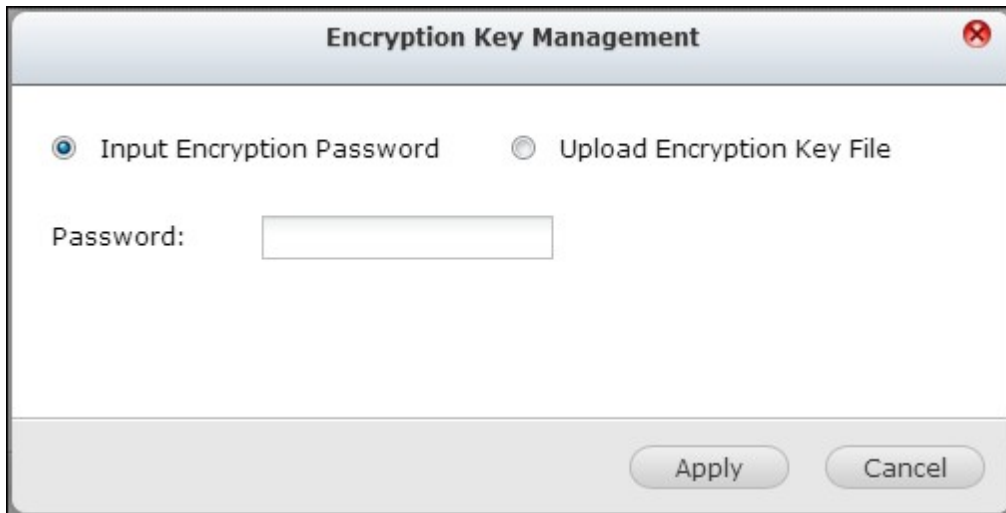 Encryption Key Management
Input Encryption Password Upload Encryption Key File
Password:
Apply Cancel